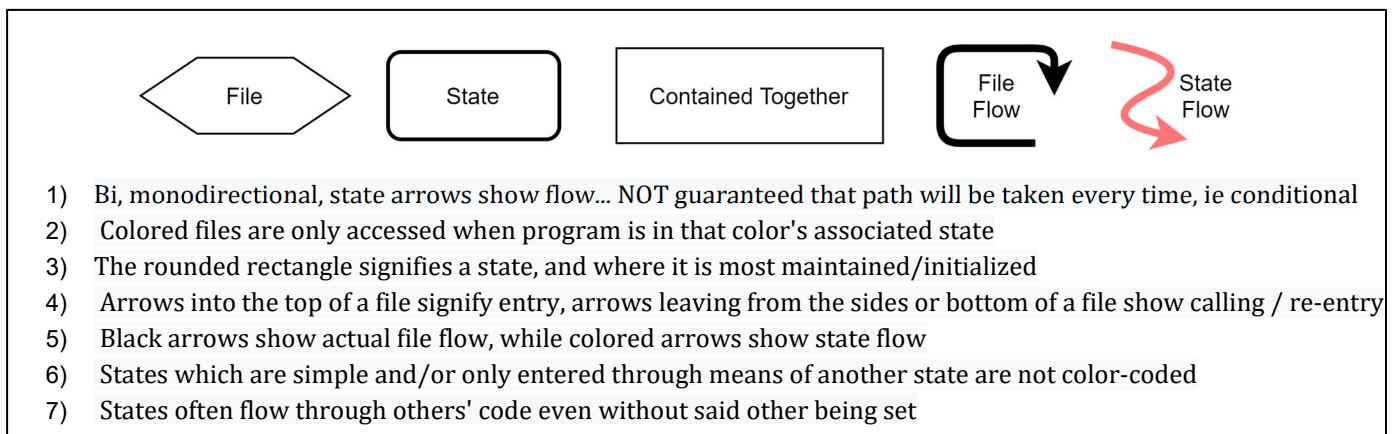 File
State
Contained Together
File
Flow
State
Flow
1) Bi, monodirectional, state arrows show flow... NOT guaranteed that path will be taken every time, ie conditional
2) Colored files are only accessed when program is in that color's associated state
3) The rounded rectangle signifies a state, and where it is most maintained/initialized
4) Arrows into the top of a file signify entry, arrows leaving from the sides or bottom of a file show calling / re-entry
5) Black arrows show actual file flow, while colored arrows show state flow
6) States which are simple and/or only entered through means of another state are not color-coded
7) States often flow through others' code even without said other being set